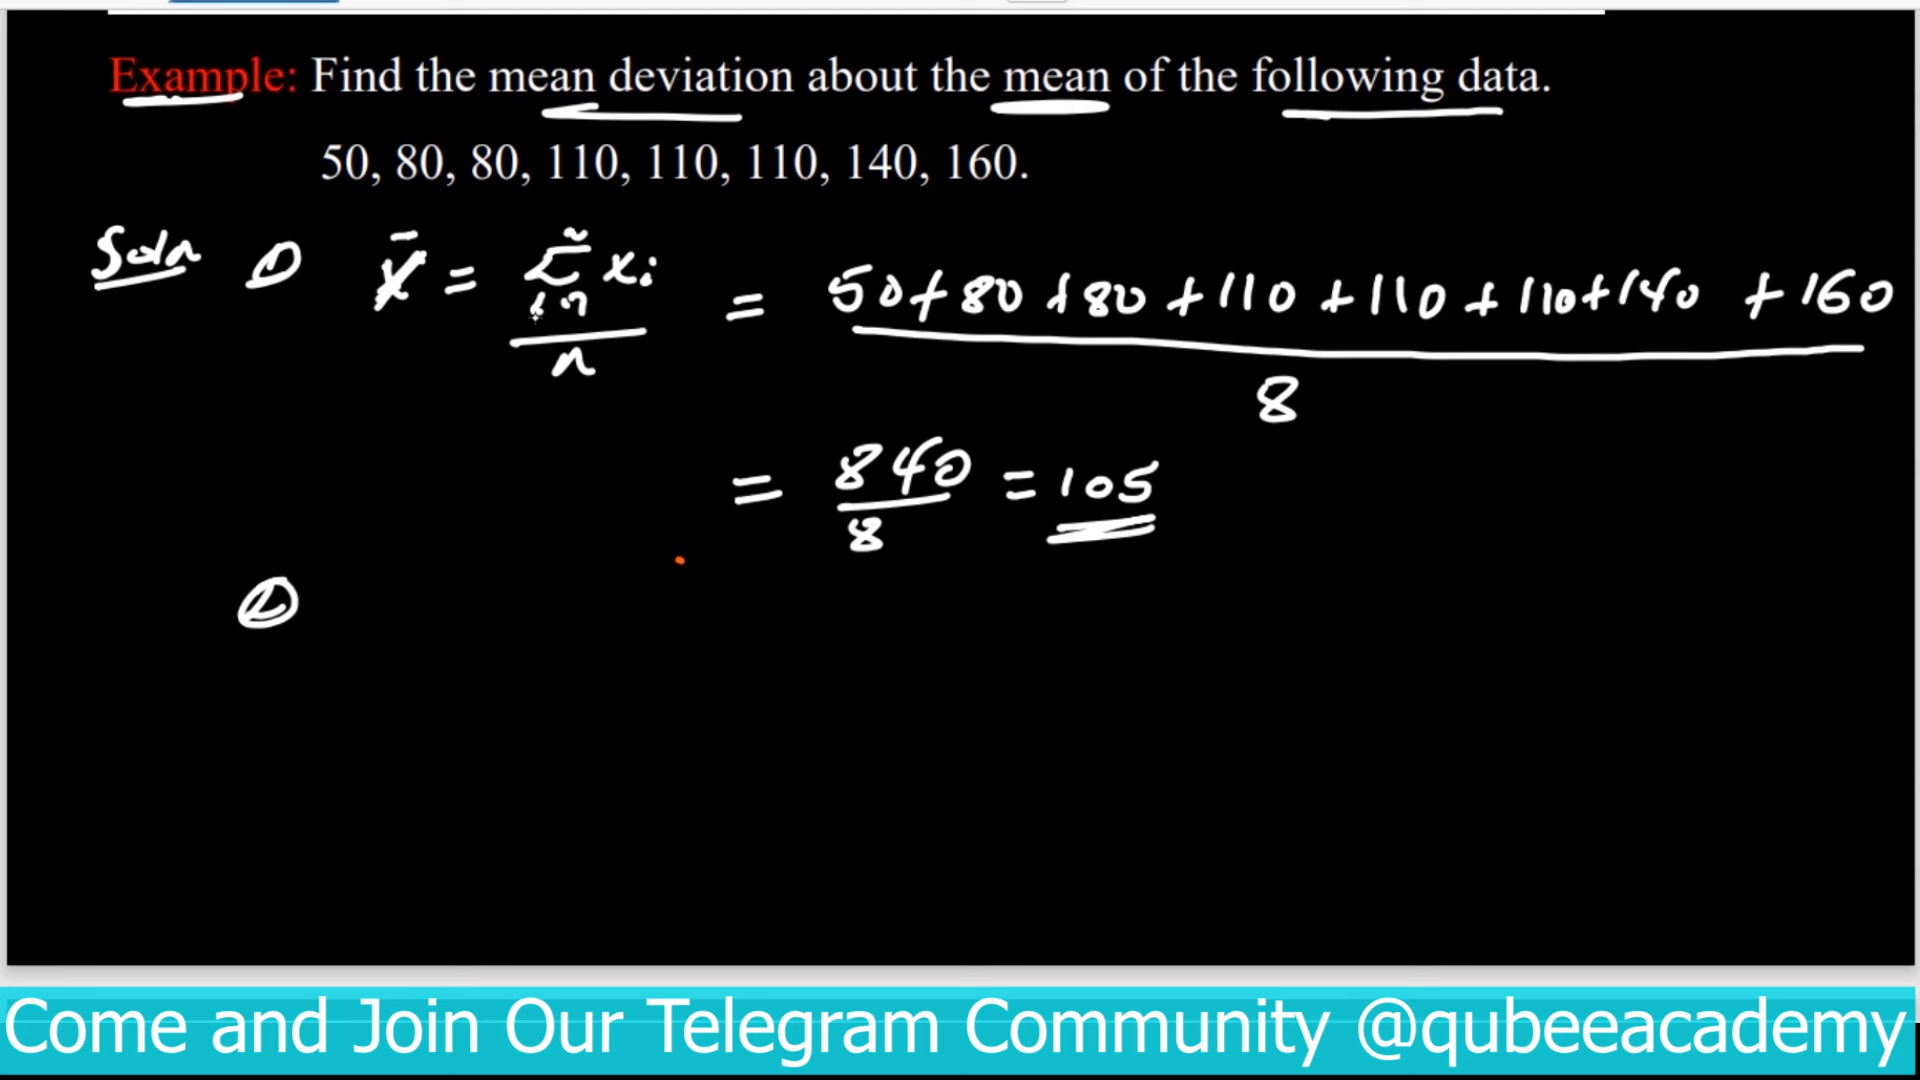 Example: Find the mean deviation about the mean of the following data.
50, 80, 80, 110, 110, 110, 140, 160.
Soln ① x̄ = Σ xi / n = 50+80+80+110+110+110+140+160 / 8
= 840 / 8 = 105
②
Come and Join Our Telegram Community @qubeeacademy